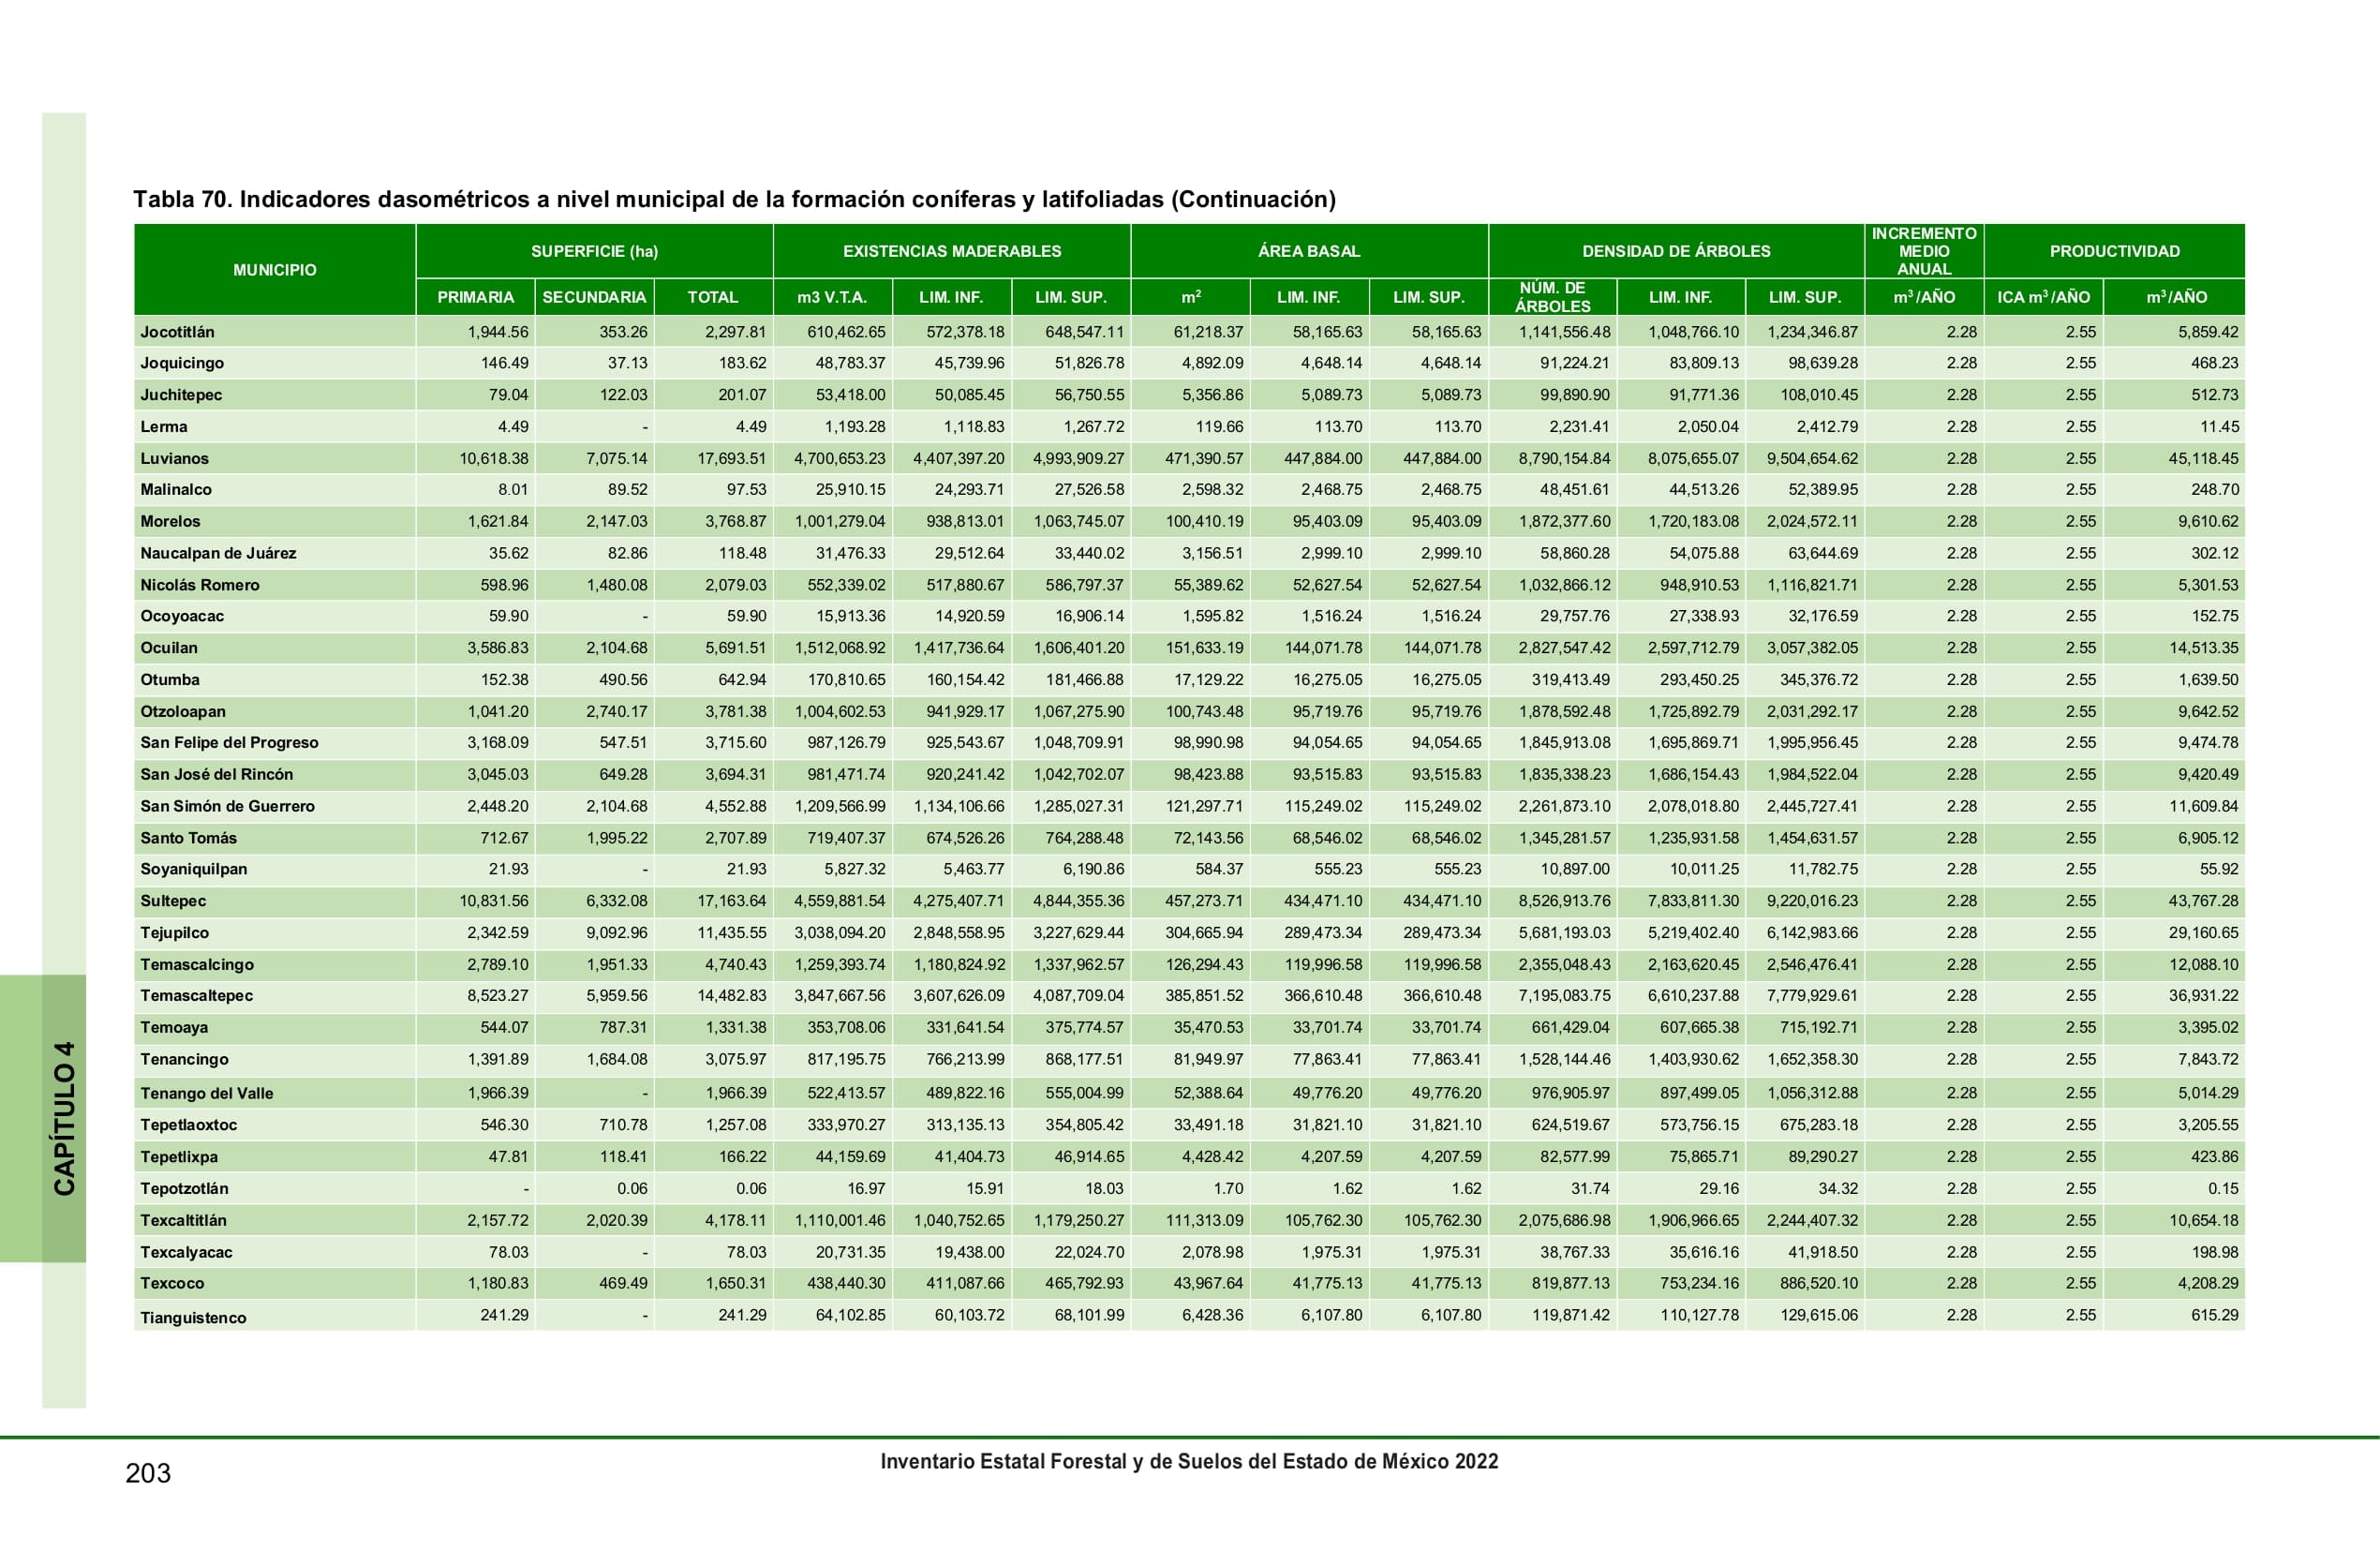 Tabla 70. Indicadores dasométricos a nivel municipal de la formación coníferas y latifoliadas (Continuación)
MUNICIPIO SUPERFICIE (ha) EXISTENCIAS MADERABLES ÁREA BASAL DENSIDAD DE ÁRBOLES INCREMENTO MEDIO ANUAL PRODUCTIVIDAD
PRIMARIA SECUNDARIA TOTAL m3 V.T.A. LIM. INF. LIM. SUP. m² LIM. INF. LIM. SUP. NÚM. DE ÁRBOLES LIM. INF. LIM. SUP. m³/AÑO ICA m³/AÑO m³/AÑO
Jocotitlán 1,944.56 353.26 2,297.81 610,462.65 572,378.18 648,547.11 61,218.37 58,165.63 58,165.63 1,141,556.48 1,048,766.10 1,234,346.87 2.28 2.55 5,859.42
Joquicingo 146.49 37.13 183.62 48,783.37 45,739.96 51,826.78 4,892.09 4,648.14 4,648.14 91,224.21 83,809.13 98,639.28 2.28 2.55 468.23
Juchitepec 79.04 122.03 201.07 53,418.00 50,085.45 56,750.55 5,356.86 5,089.73 5,089.73 99,890.90 91,771.36 108,010.45 2.28 2.55 512.73
Lerma 4.49 - 4.49 1,193.28 1,118.83 1,267.72 119.66 113.70 113.70 2,231.41 2,050.04 2,412.79 2.28 2.55 11.45
Luvianos 10,618.38 7,075.14 17,693.51 4,700,653.23 4,407,397.20 4,993,909.27 471,390.57 447,884.00 447,884.00 8,790,154.84 8,075,655.07 9,504,654.62 2.28 2.55 45,118.45
Malinalco 8.01 89.52 97.53 25,910.15 24,293.71 27,526.58 2,598.32 2,468.75 2,468.75 48,451.61 44,513.26 52,389.95 2.28 2.55 248.70
Morelos 1,621.84 2,147.03 3,768.87 1,001,279.04 938,813.01 1,063,745.07 100,410.19 95,403.09 95,403.09 1,872,377.60 1,720,183.08 2,024,572.11 2.28 2.55 9,610.62
Naucalpan de Juárez 35.62 82.86 118.48 31,476.33 29,512.64 33,440.02 3,156.51 2,999.10 2,999.10 58,860.28 54,075.88 63,644.69 2.28 2.55 302.12
Nicolás Romero 598.96 1,480.08 2,079.03 552,339.02 517,880.67 586,797.37 55,389.62 52,627.54 52,627.54 1,032,866.12 948,910.53 1,116,821.71 2.28 2.55 5,301.53
Ocoyoacac 59.90 - 59.90 15,913.36 14,920.59 16,906.14 1,595.82 1,516.24 1,516.24 29,757.76 27,338.93 32,176.59 2.28 2.55 152.75
Ocuilan 3,586.83 2,104.68 5,691.51 1,512,068.92 1,417,736.64 1,606,401.20 151,633.19 144,071.78 144,071.78 2,827,547.42 2,597,712.79 3,057,382.05 2.28 2.55 14,513.35
Otumba 152.38 490.56 642.94 170,810.65 160,154.42 181,466.88 17,129.22 16,275.05 16,275.05 319,413.49 293,450.25 345,376.72 2.28 2.55 1,639.50
Otzoloapan 1,041.20 2,740.17 3,781.38 1,004,602.53 941,929.17 1,067,275.90 100,743.48 95,719.76 95,719.76 1,878,592.48 1,725,892.79 2,031,292.17 2.28 2.55 9,642.52
San Felipe del Progreso 3,168.09 547.51 3,715.60 987,126.79 925,543.67 1,048,709.91 98,990.98 94,054.65 94,054.65 1,845,913.08 1,695,869.71 1,995,956.45 2.28 2.55 9,474.78
San José del Rincón 3,045.03 649.28 3,694.31 981,471.74 920,241.42 1,042,702.07 98,423.88 93,515.83 93,515.83 1,835,338.23 1,686,154.43 1,984,522.04 2.28 2.55 9,420.49
San Simón de Guerrero 2,448.20 2,104.68 4,552.88 1,209,566.99 1,134,106.66 1,285,027.31 121,297.71 115,249.02 115,249.02 2,261,873.10 2,078,018.80 2,445,727.41 2.28 2.55 11,609.84
Santo Tomás 712.67 1,995.22 2,707.89 719,407.37 674,526.26 764,288.48 72,143.56 68,546.02 68,546.02 1,345,281.57 1,235,931.58 1,454,631.57 2.28 2.55 6,905.12
Soyaniquilpan 21.93 - 21.93 5,827.32 5,463.77 6,190.86 584.37 555.23 555.23 10,897.00 10,011.25 11,782.75 2.28 2.55 55.92
Sultepec 10,831.56 6,332.08 17,163.64 4,559,881.54 4,275,407.71 4,844,355.36 457,273.71 434,471.10 434,471.10 8,526,913.76 7,833,811.30 9,220,016.23 2.28 2.55 43,767.28
Tejupilco 2,342.59 9,092.96 11,435.55 3,038,094.20 2,848,558.95 3,227,629.44 304,665.94 289,473.34 289,473.34 5,681,193.03 5,219,402.40 6,142,983.66 2.28 2.55 29,160.65
Temascalcingo 2,789.10 1,951.33 4,740.43 1,259,393.74 1,180,824.92 1,337,962.57 126,294.43 119,996.58 119,996.58 2,355,048.43 2,163,620.45 2,546,476.41 2.28 2.55 12,088.10
Temascaltepec 8,523.27 5,959.56 14,482.83 3,847,667.56 3,607,626.09 4,087,709.04 385,851.52 366,610.48 366,610.48 7,195,083.75 6,610,237.88 7,779,929.61 2.28 2.55 36,931.22
Temoaya 544.07 787.31 1,331.38 353,708.06 331,641.54 375,774.57 35,470.53 33,701.74 33,701.74 661,429.04 607,665.38 715,192.71 2.28 2.55 3,395.02
Tenancingo 1,391.89 1,684.08 3,075.97 817,195.75 766,213.99 868,177.51 81,949.97 77,863.41 77,863.41 1,528,144.46 1,403,930.62 1,652,358.30 2.28 2.55 7,843.72
Tenango del Valle 1,966.39 - 1,966.39 522,413.57 489,822.16 555,004.99 52,388.64 49,776.20 49,776.20 976,905.97 897,499.05 1,056,312.88 2.28 2.55 5,014.29
Tepetlaoxtoc 546.30 710.78 1,257.08 333,970.27 313,135.13 354,805.42 33,491.18 31,821.10 31,821.10 624,519.67 573,756.15 675,283.18 2.28 2.55 3,205.55
Tepetlixpa 47.81 118.41 166.22 44,159.69 41,404.73 46,914.65 4,428.42 4,207.59 4,207.59 82,577.99 75,865.71 89,290.27 2.28 2.55 423.86
Tepotzotlán - 0.06 0.06 16.97 15.91 18.03 1.70 1.62 1.62 31.74 29.16 34.32 2.28 2.55 0.15
Texcaltitlán 2,157.72 2,020.39 4,178.11 1,110,001.46 1,040,752.65 1,179,250.27 111,313.09 105,762.30 105,762.30 2,075,686.98 1,906,966.65 2,244,407.32 2.28 2.55 10,654.18
Texcalyacac 78.03 - 78.03 20,731.35 19,438.00 22,024.70 2,078.98 1,975.31 1,975.31 38,767.33 35,616.16 41,918.50 2.28 2.55 198.98
Texcoco 1,180.83 469.49 1,650.31 438,440.30 411,087.66 465,792.93 43,967.64 41,775.13 41,775.13 819,877.13 753,234.16 886,520.10 2.28 2.55 4,208.29
Tianguistenco 241.29 - 241.29 64,102.85 60,103.72 68,101.99 6,428.36 6,107.80 6,107.80 119,871.42 110,127.78 129,615.06 2.28 2.55 615.29
CAPÍTULO 4
203
Inventario Estatal Forestal y de Suelos del Estado de México 2022